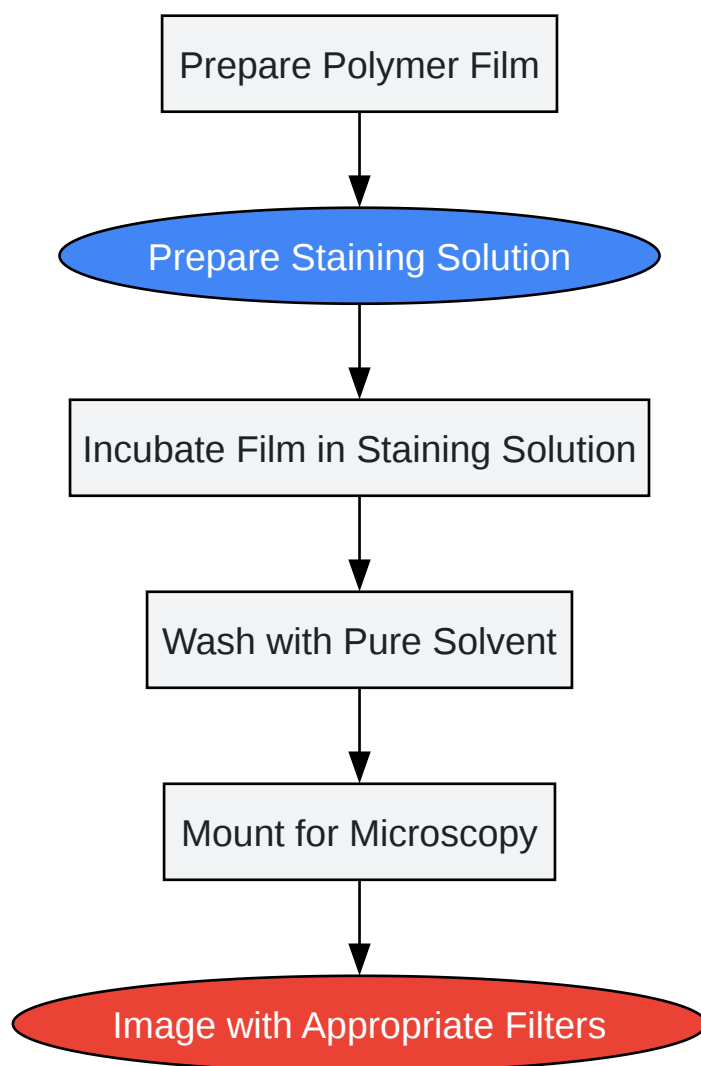 Prepare Polymer Film
Prepare Staining Solution
Incubate Film in Staining Solution
Wash with Pure Solvent
Mount for Microscopy
Image with Appropriate Filters